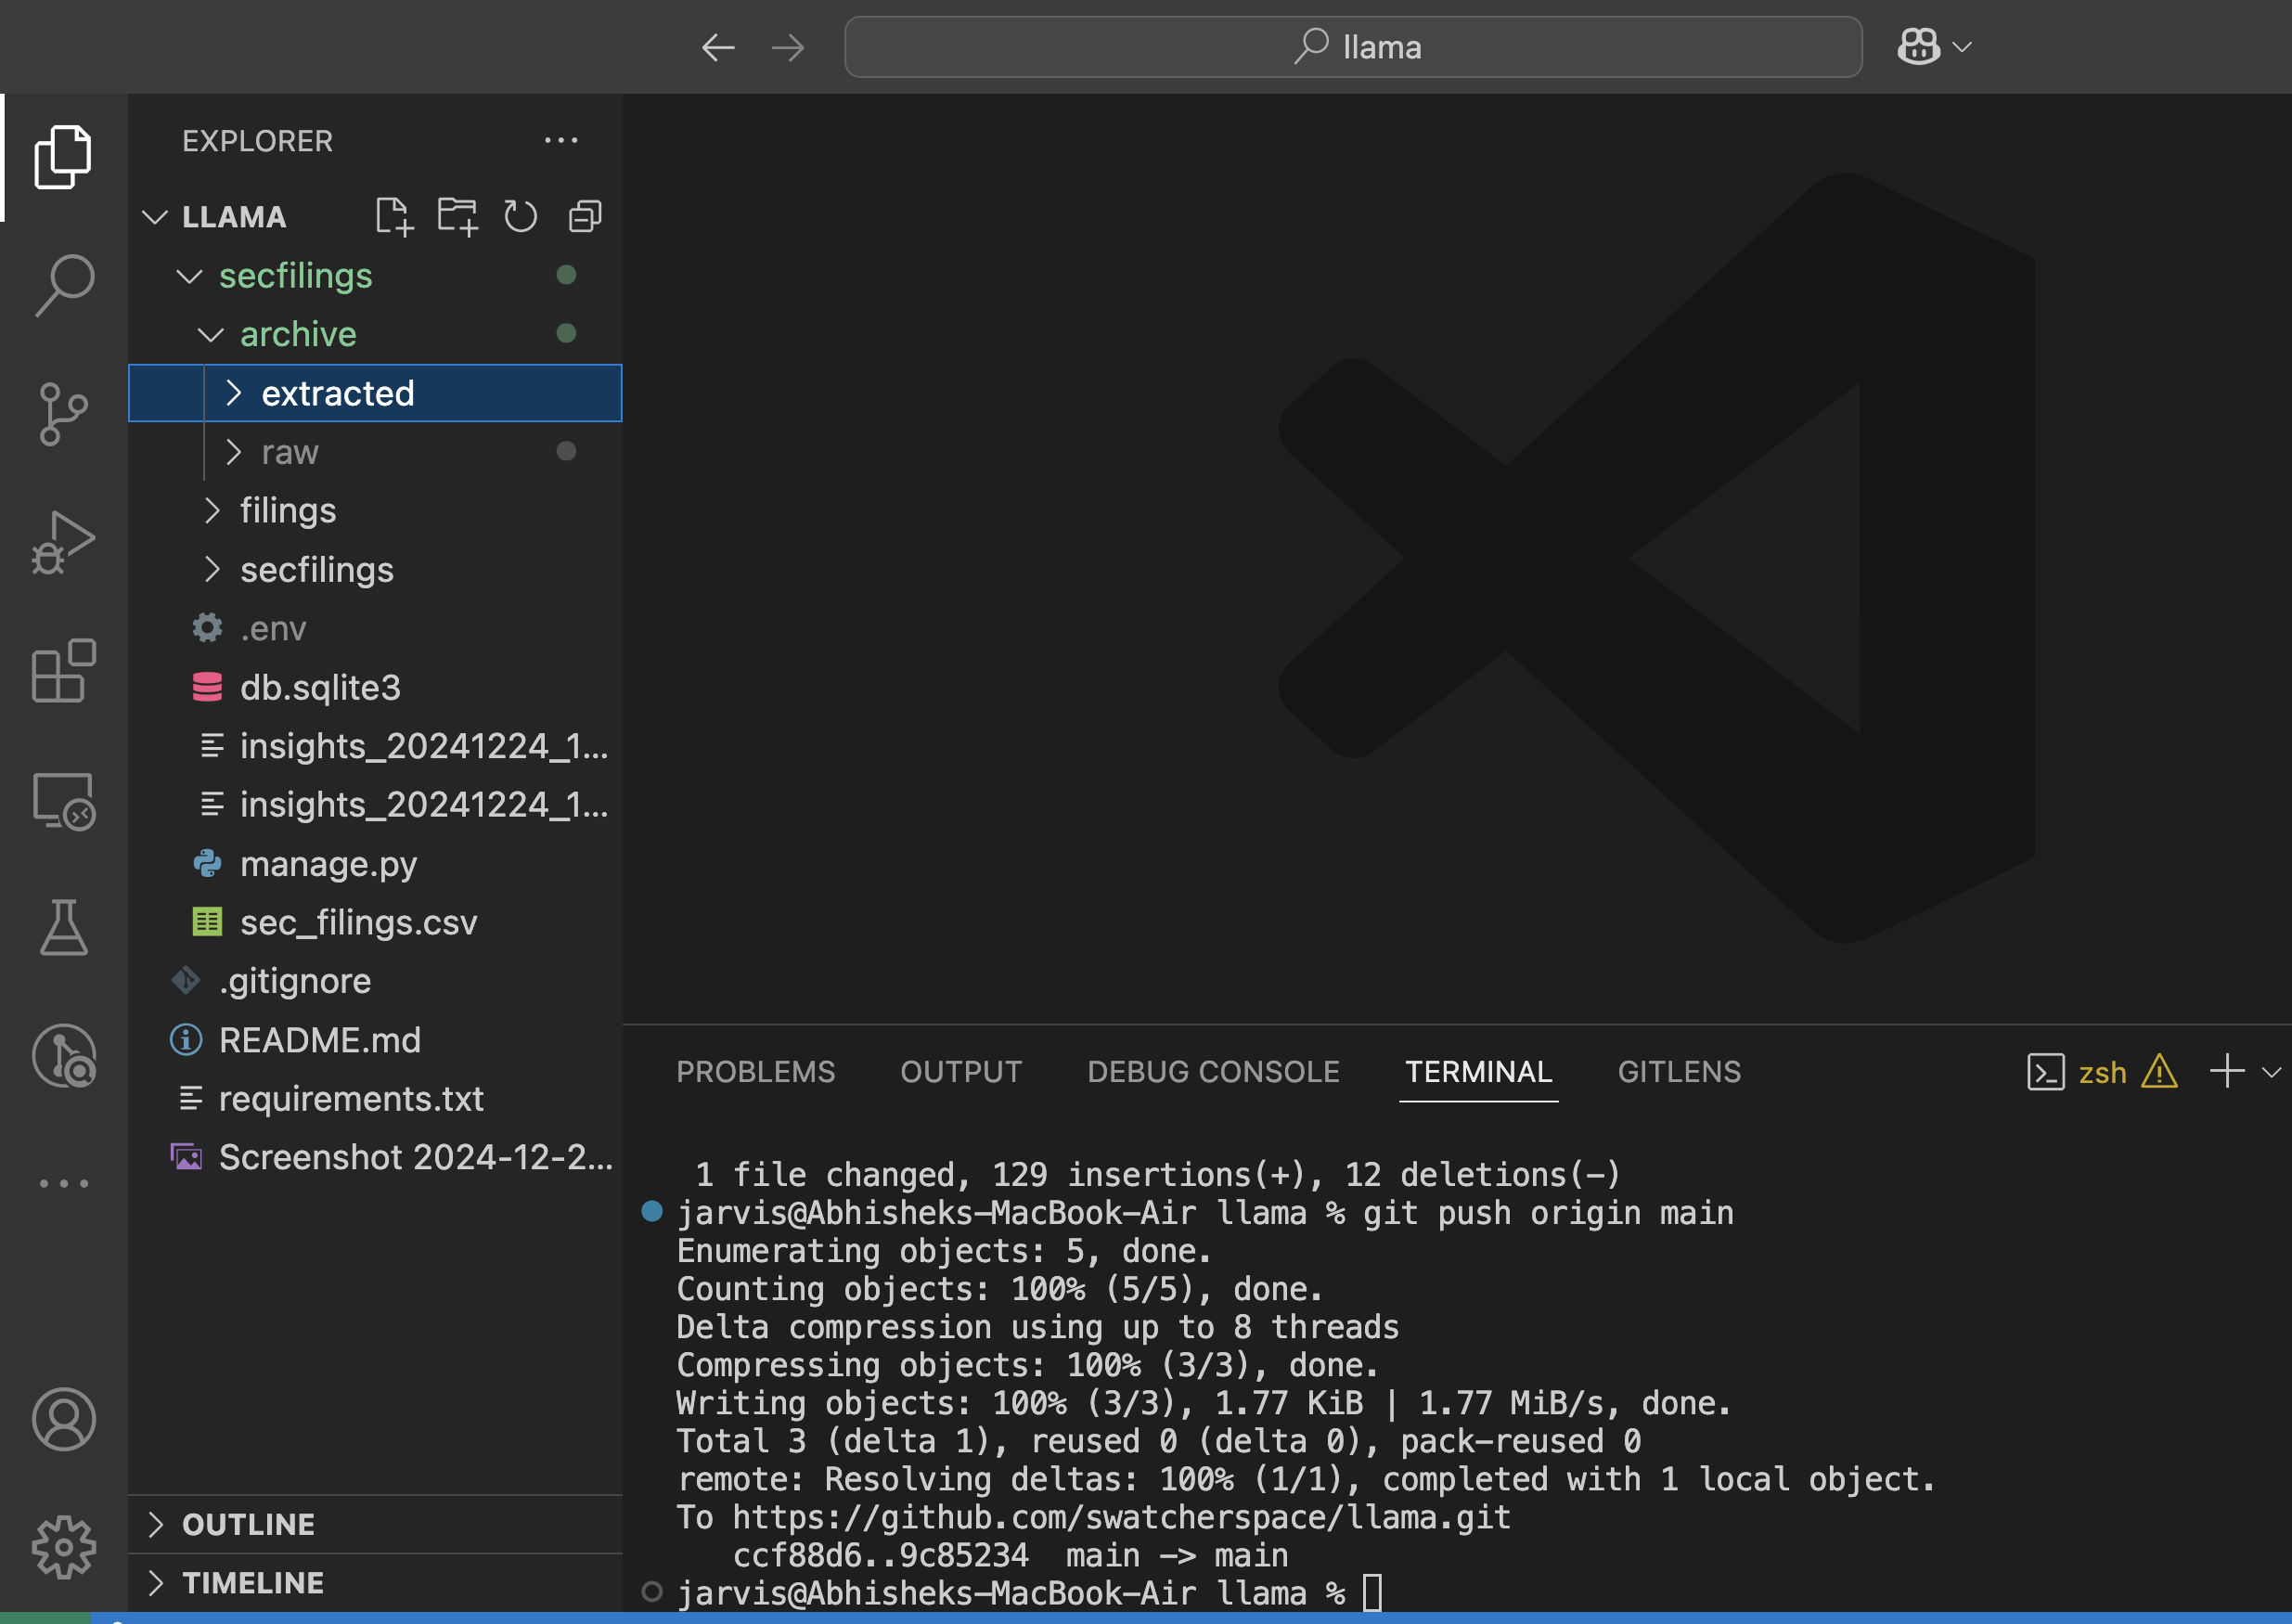 llama
EXPLORER
LLAMA
secfilings
archive
extracted
raw
filings
secfilings
.env
db.sqlite3
insights_20241224_1...
insights_20241224_1...
manage.py
sec_filings.csv
.gitignore
README.md
requirements.txt
Screenshot 2024-12-2...
OUTLINE
TIMELINE
PROBLEMS OUTPUT DEBUG CONSOLE TERMINAL GITLENS zsh
1 file changed, 129 insertions(+), 12 deletions(-)
jarvis@Abhisheks-MacBook-Air llama % git push origin main
Enumerating objects: 5, done.
Counting objects: 100% (5/5), done.
Delta compression using up to 8 threads
Compressing objects: 100% (3/3), done.
Writing objects: 100% (3/3), 1.77 KiB | 1.77 MiB/s, done.
Total 3 (delta 1), reused 0 (delta 0), pack-reused 0
remote: Resolving deltas: 100% (1/1), completed with 1 local object.
To https://github.com/swatcherspace/llama.git
ccf88d6..9c85234 main -> main
jarvis@Abhisheks-MacBook-Air llama %